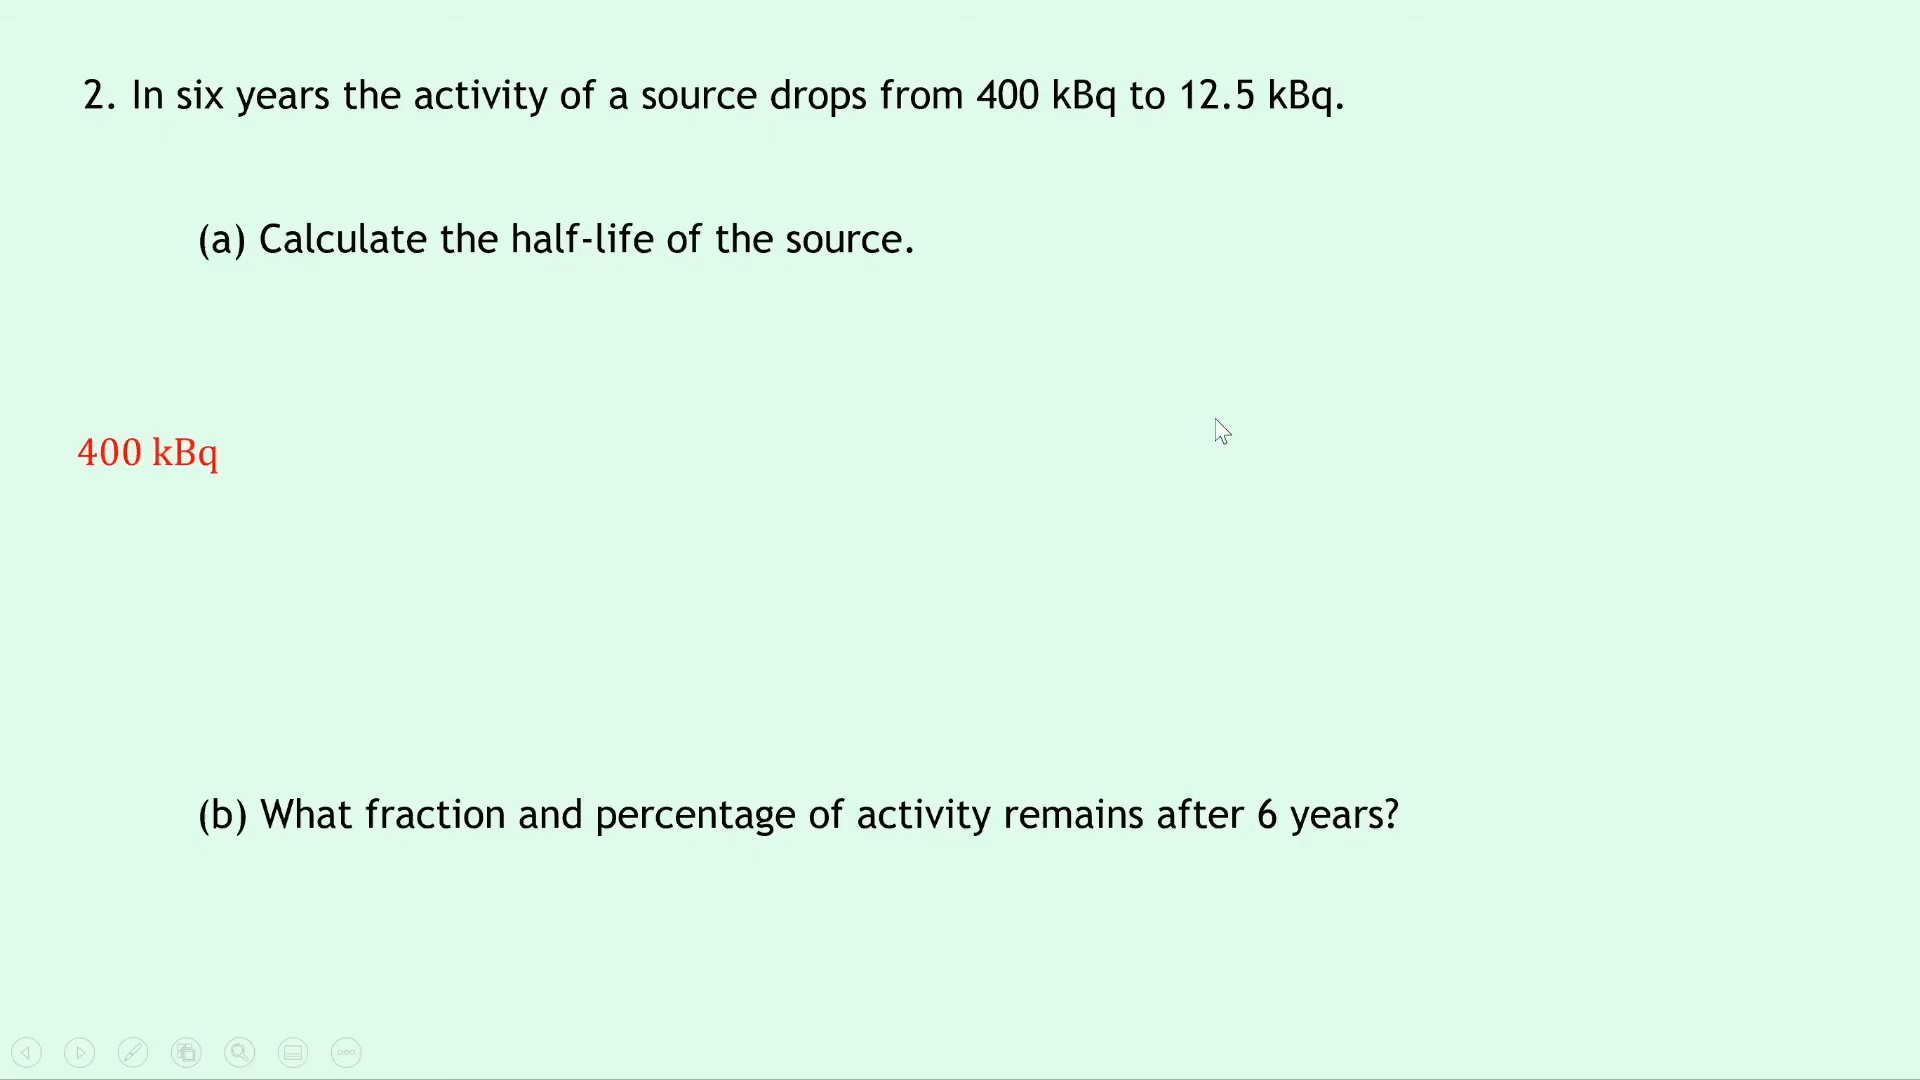 2. In six years the activity of a source drops from 400 kBq to 12.5 kBq.
(a) Calculate the half-life of the source.
400 kBq
(b) What fraction and percentage of activity remains after 6 years?